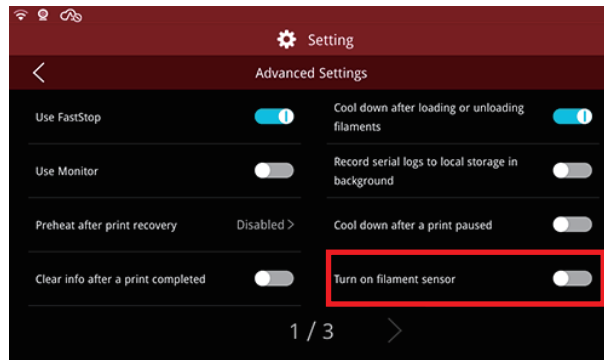 Setting
Advanced Settings
Use FastStop
Cool down after loading or unloading
filaments
Use Monitor
Record serial logs to local storage in
background
Preheat after print recovery
Disabled >
Cool down after a print paused
Clear info after a print completed
Turn on filament sensor
1 / 3